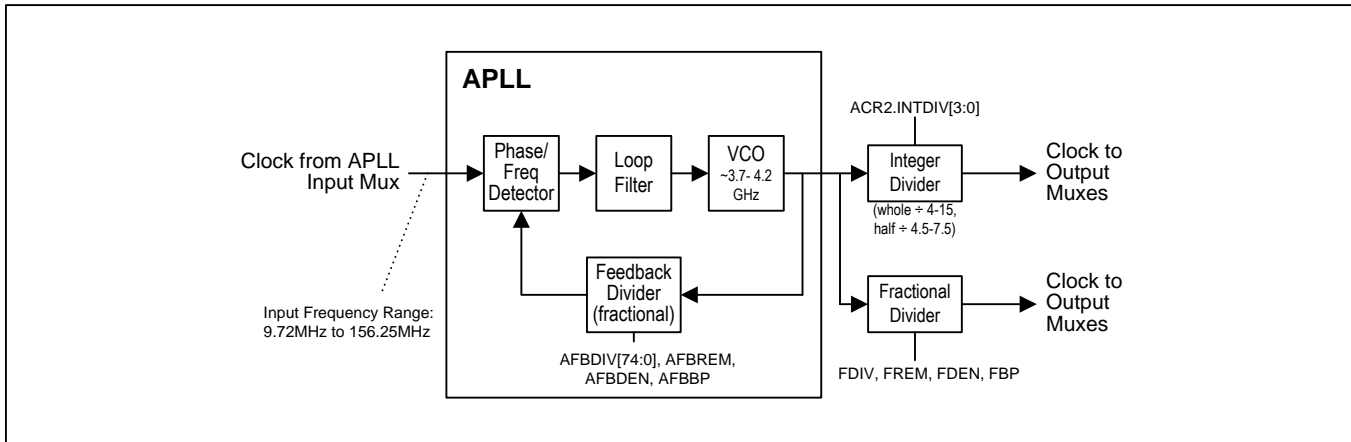 APLL
ACR2.INTDIV[3:0]
Clock from APLL
Input Mux
Phase/
Freq
Detector
Loop
Filter
VCO
~3.7- 4.2
GHz
Integer
Divider
(whole ÷ 4-15,
half ÷ 4.5-7.5)
Clock to
Output
Muxes
Input Frequency Range:
9.72MHz to 156.25MHz
Feedback
Divider
(fractional)
AFBDIV[74:0], AFBREM,
AFBDEN, AFBBP
Fractional
Divider
Clock to
Output
Muxes
FDIV, FREM, FDEN, FBP